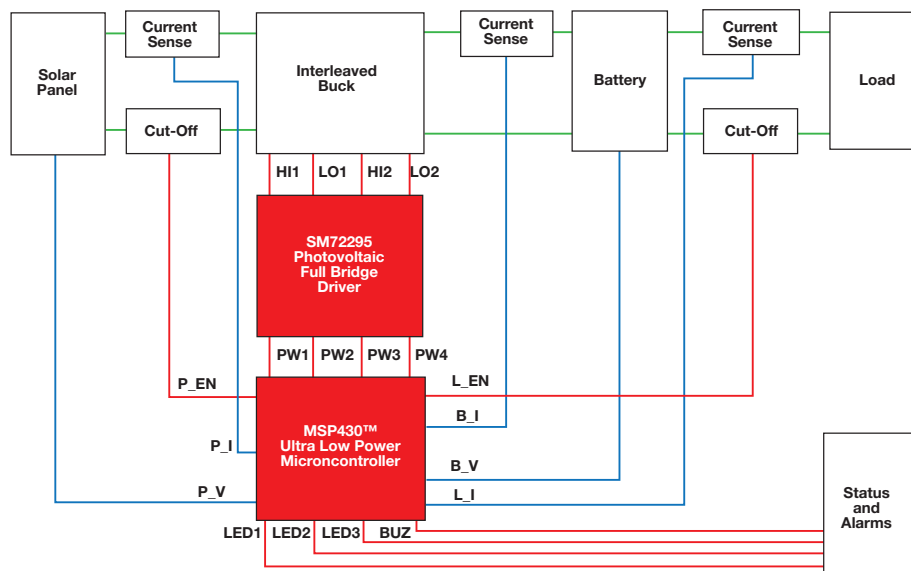 Current
Sense
Current
Sense
Current
Sense
Solar
Panel
Interleaved
Buck
Battery
Load
Cut-Off
Cut-Off
HI1
LO1
HI2
LO2
SM72295
Photovoltaic
Full Bridge
Driver
PW1
PW2
PW3
PW4
P_EN
L_EN
B_I
MSP430™
Ultra Low Power
Microncontroller
P_I
B_V
P_V
L_I
Status
and
Alarms
LED1
LED2
LED3
BUZ